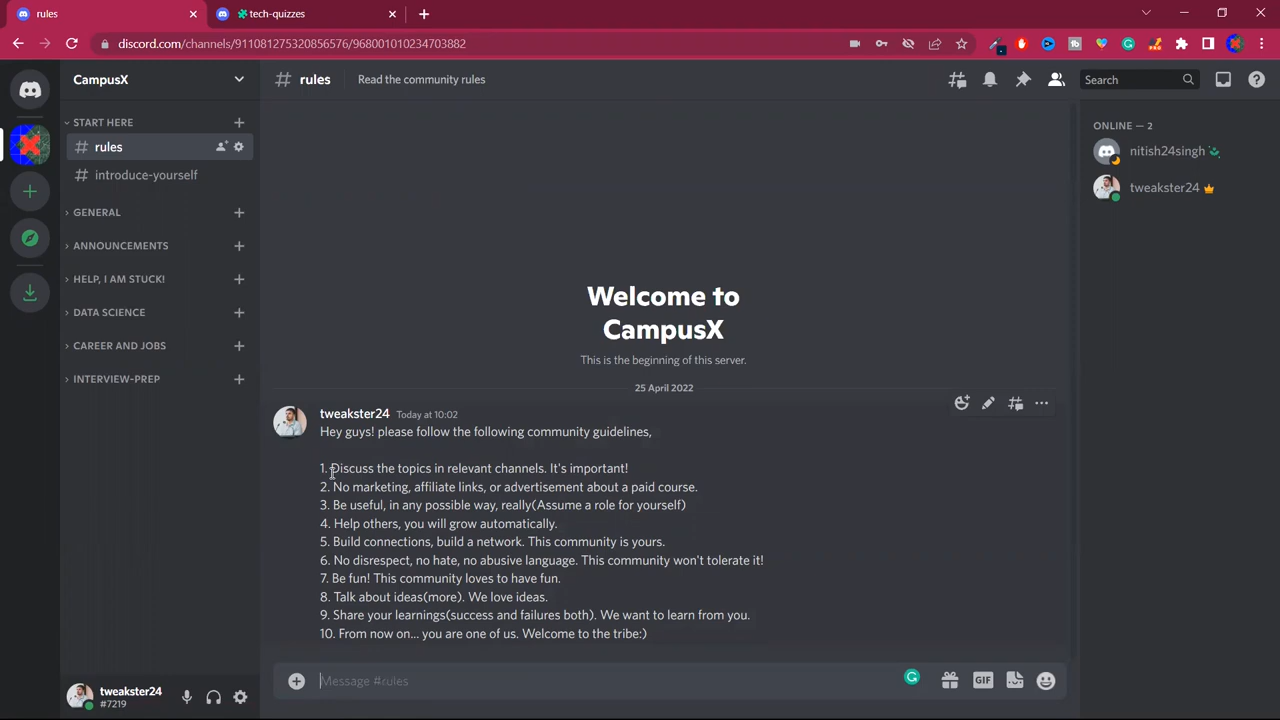 rules
tech-quizzes
discord.com/channels/911081275320856576/968001010234703882
CampusX
rules
Read the community rules
Search
START HERE
rules
introduce-yourself
GENERAL
ANNOUNCEMENTS
HELP, I AM STUCK!
DATA SCIENCE
CAREER AND JOBS
INTERVIEW-PREP
ONLINE — 2
nitish24singh
tweakster24
Welcome to
CampusX
This is the beginning of this server.
25 April 2022
tweakster24 Today at 10:02
Hey guys! please follow the following community guidelines,
1. Discuss the topics in relevant channels. It's important!
2. No marketing, affiliate links, or advertisement about a paid course.
3. Be useful, in any possible way, really(Assume a role for yourself)
4. Help others, you will grow automatically.
5. Build connections, build a network. This community is yours.
6. No disrespect, no hate, no abusive language. This community won't tolerate it!
7. Be fun! This community loves to have fun.
8. Talk about ideas(more). We love ideas.
9. Share your learnings(success and failures both). We want to learn from you.
10. From now on... you are one of us. Welcome to the tribe:)
Message #rules
GIF
tweakster24
#7219